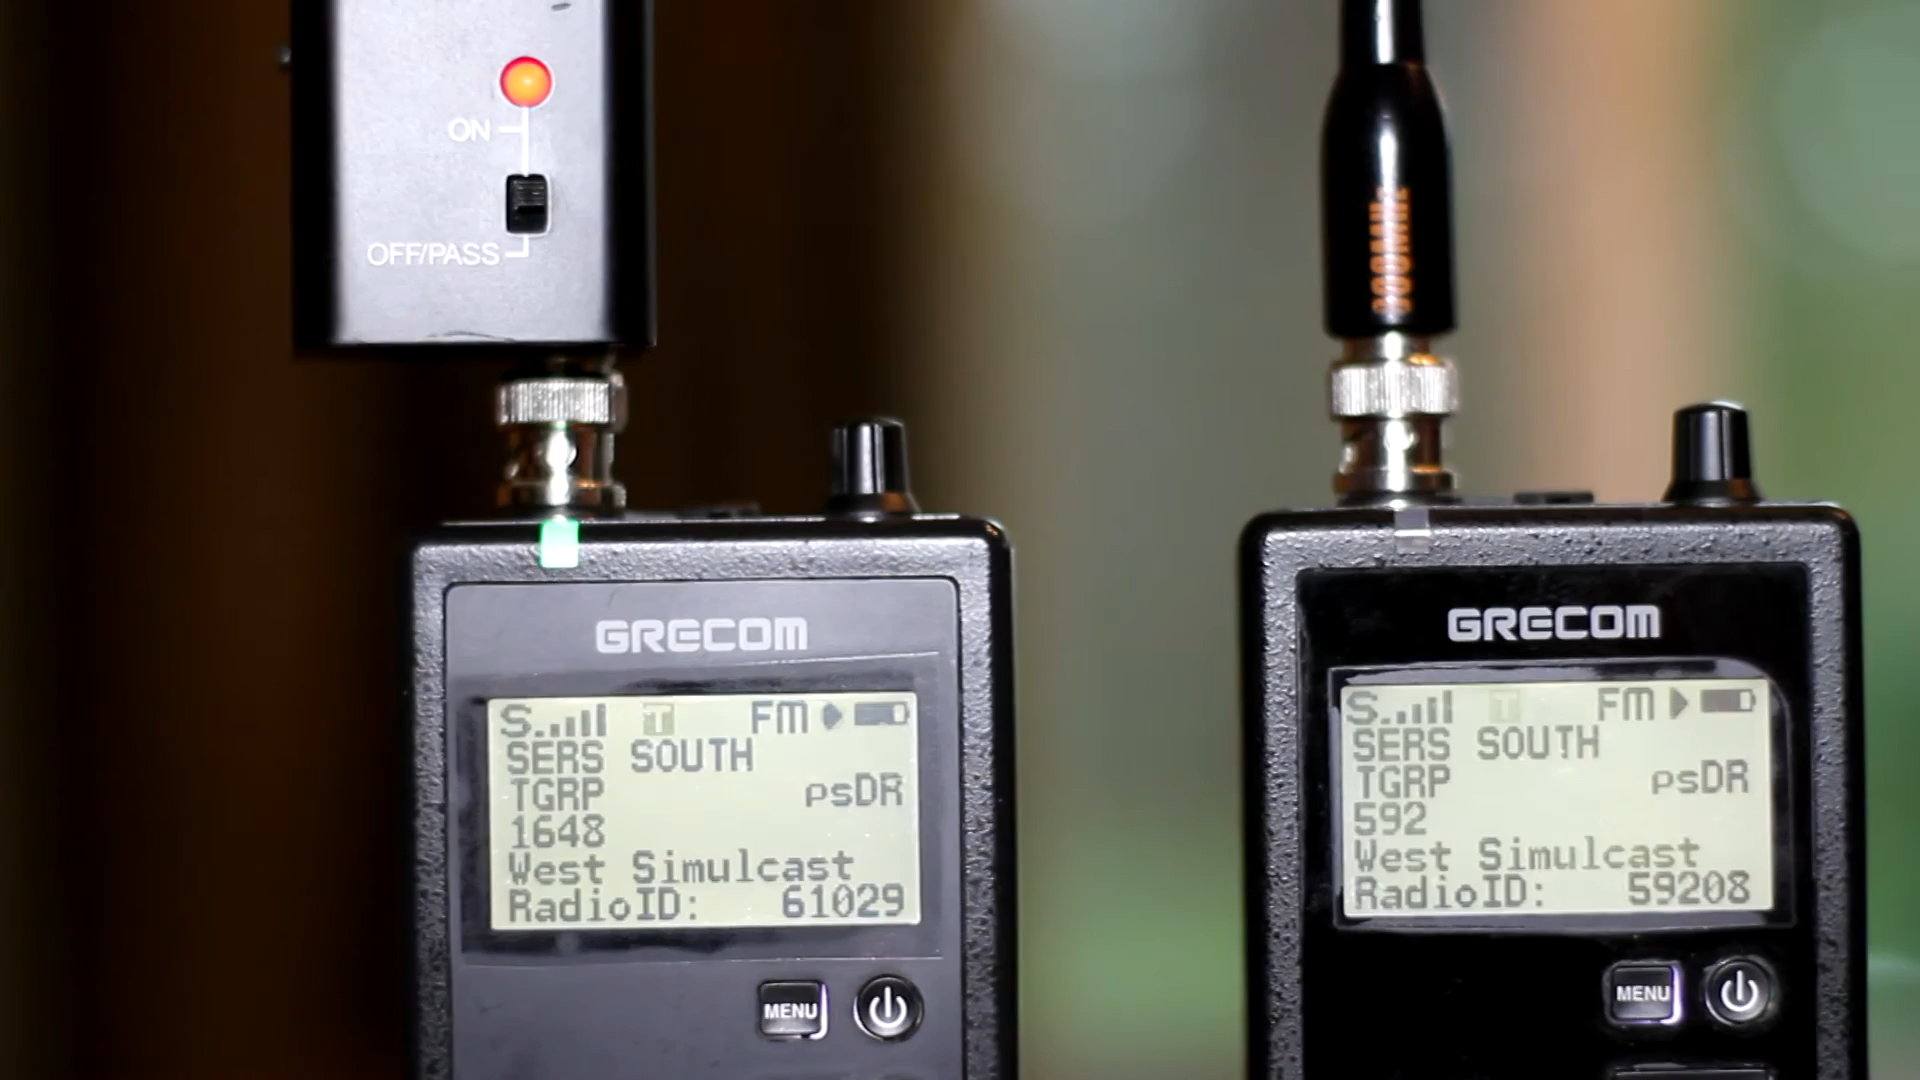 ON
OFF/PASS
800MHz
GRECOM
S T FM
SERS SOUTH
TGRP psDR
1648
West Simulcast
RadioID: 61029
MENU
GRECOM
S T FM
SERS SOUTH
TGRP psDR
592
West Simulcast
RadioID: 59208
MENU